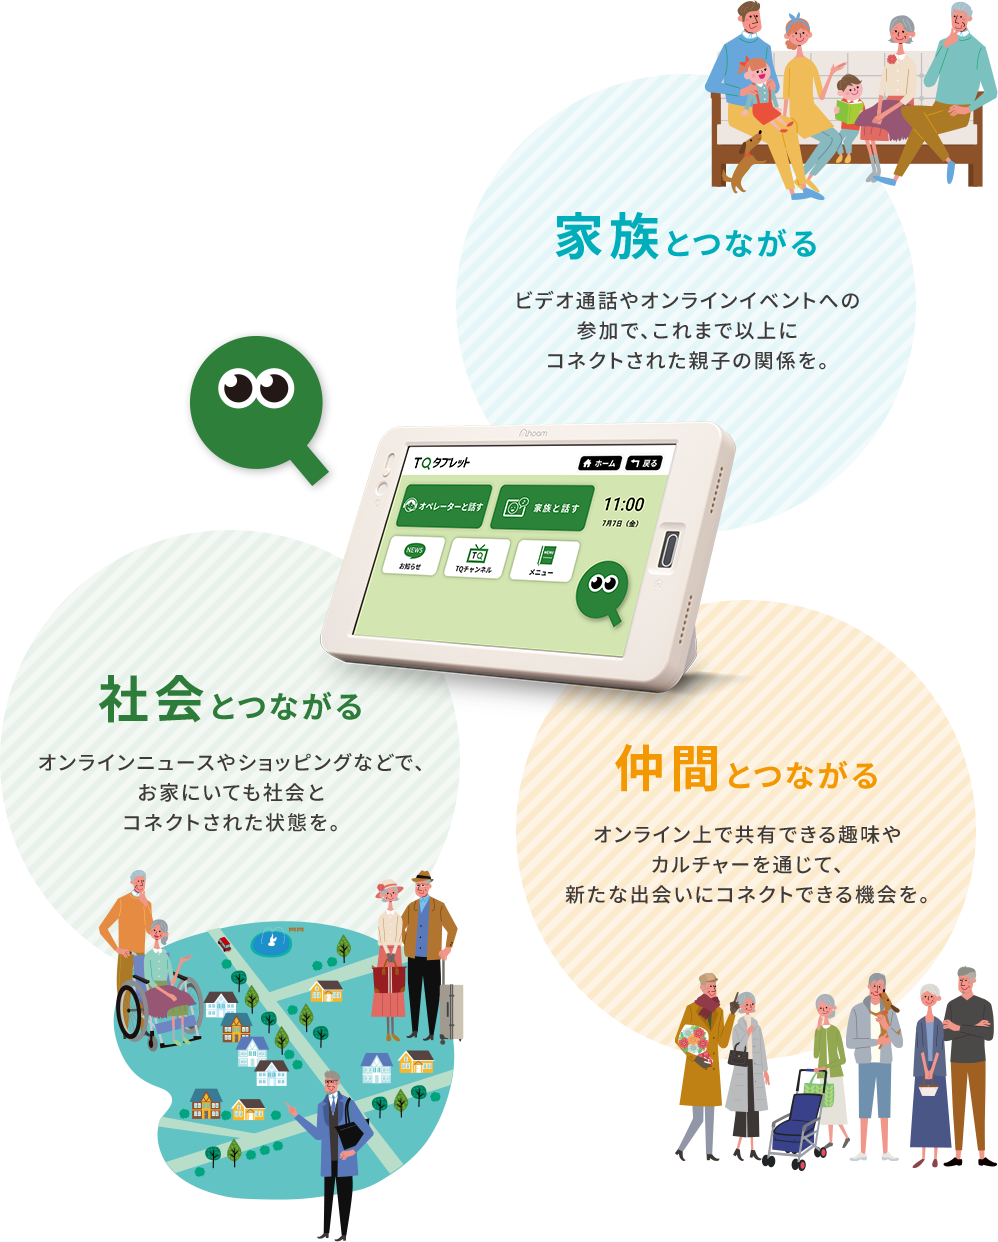 家族とつながる
ビデオ通話やオンラインイベントへの
参加で、これまで以上に
コネクトされた親子の関係を。
TQタブレット
ホーム
戻る
オペレーターと話す
家族と話す
11:00
7月7日（金）
NEWS
お知らせ
TQ
TQチャンネル
メニュー
社会とつながる
オンラインニュースやショッピングなどで、
お家にいても社会と
コネクトされた状態を。
仲間とつながる
オンライン上で共有できる趣味や
カルチャーを通じて、
新たな出会いにコネクトできる機会を。